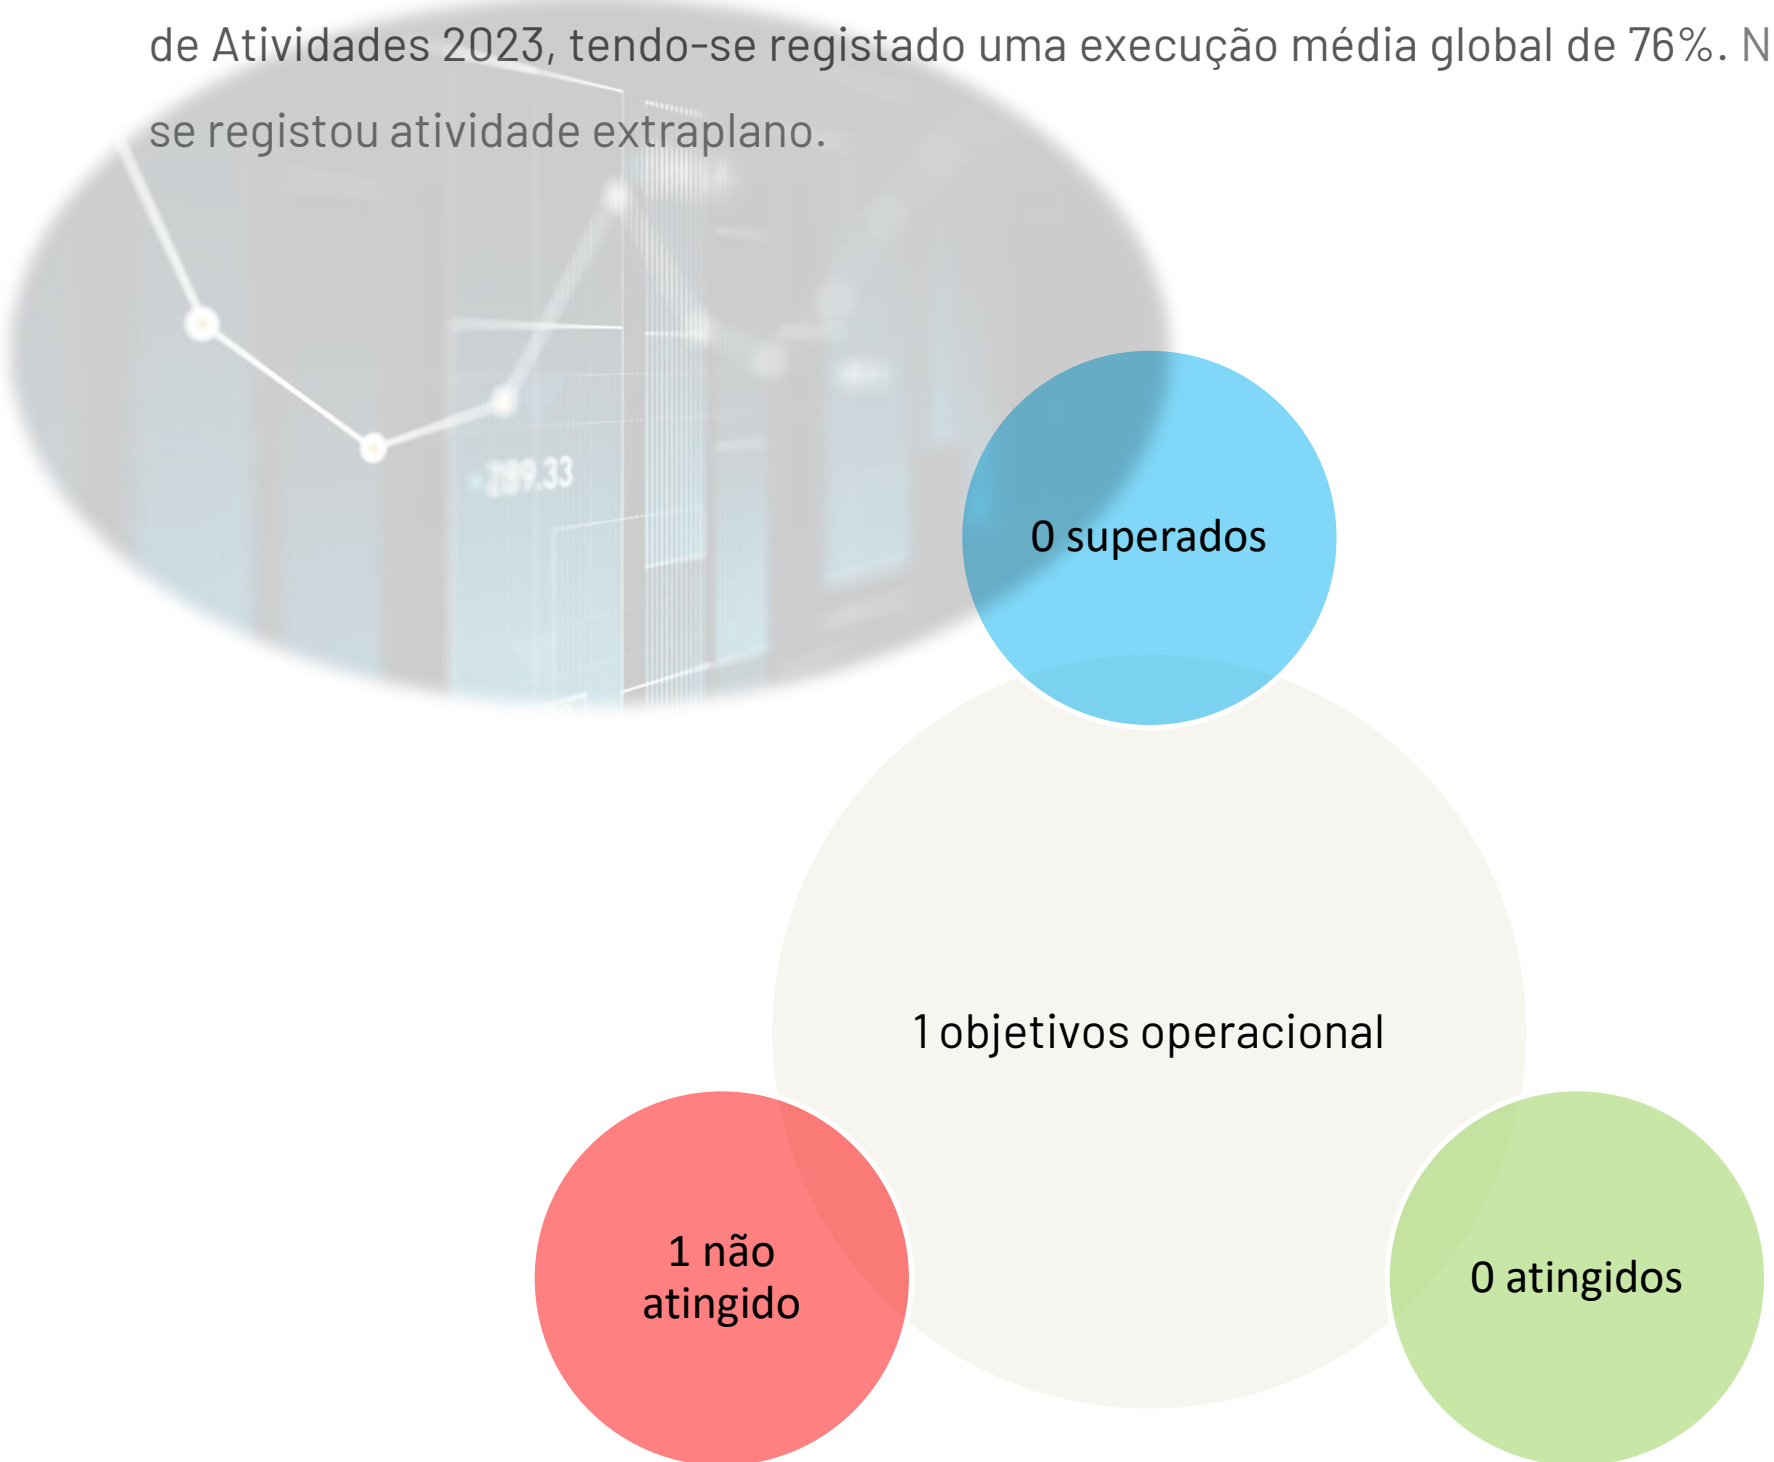 de Atividades 2023, tendo-se registado uma execução média global de 76%. N
se registou atividade extraplano.
289.33
0 superados
1 objetivos operacional
1 não
atingido
0 atingidos